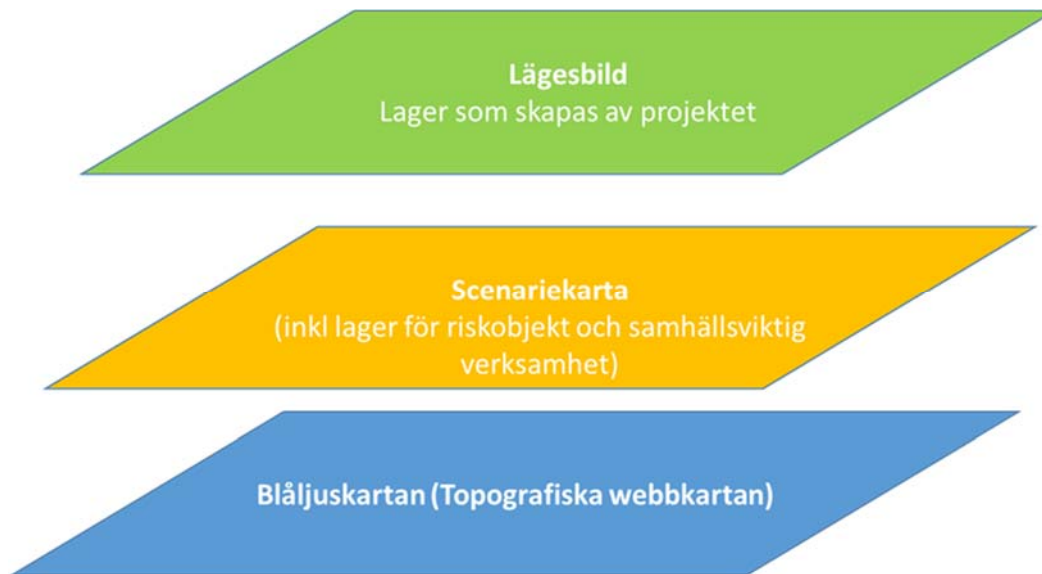 Lägesbild
Lager som skapas av projektet
Scenariekarta
(inkl lager för riskobjekt och samhällsviktig
verksamhet)
Blåljuskartan (Topografiska webbkartan)